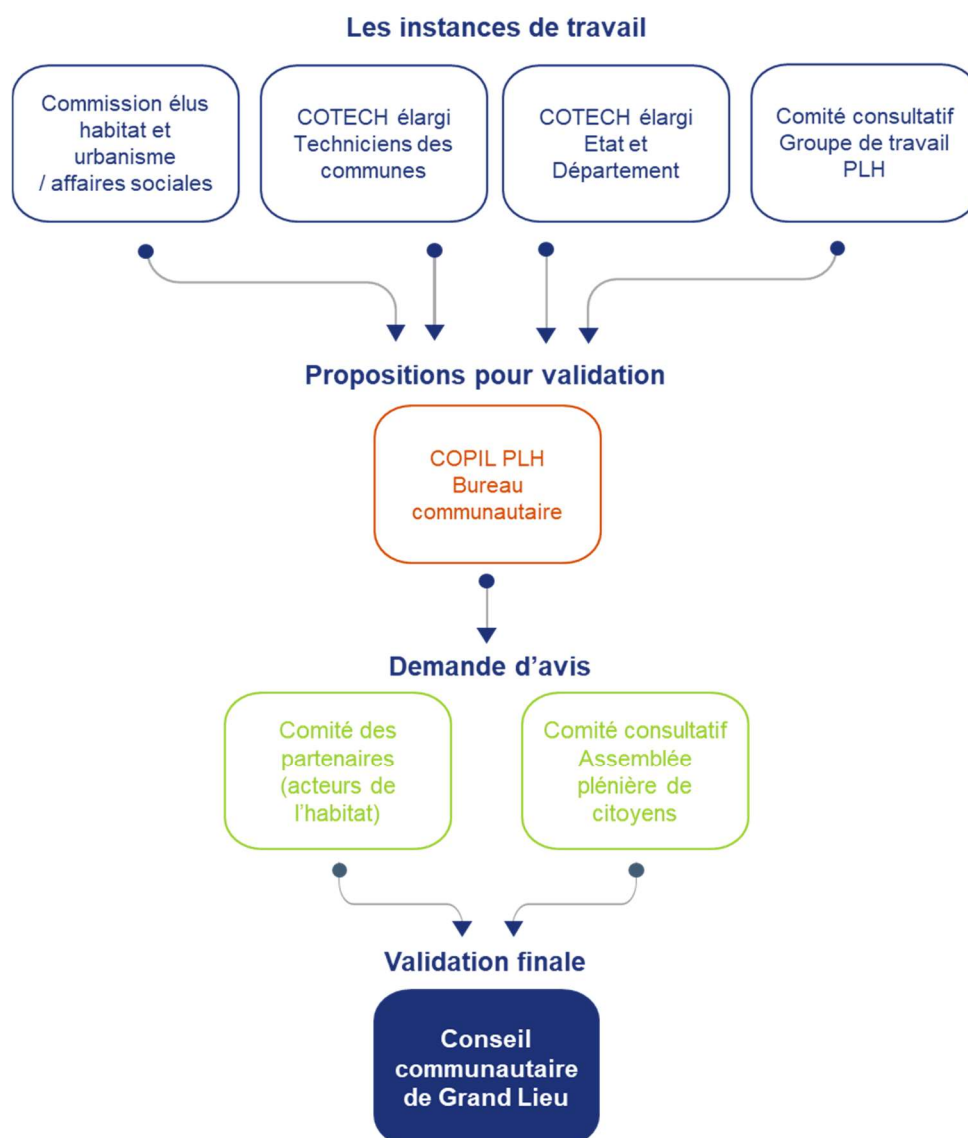 Les instances de travail
Commission élus
habitat et
urbanisme
/ affaires sociales
COTECH élargi
Techniciens des
communes
COTECH élargi
Etat et
Département
Comité consultatif
Groupe de travail
PLH
Propositions pour validation
COPIL PLH
Bureau
communautaire
Demande d’avis
Comité des
partenaires
(acteurs de
l’habitat)
Comité consultatif
Assemblée
plénière de
citoyens
Validation finale
Conseil
communautaire
de Grand Lieu